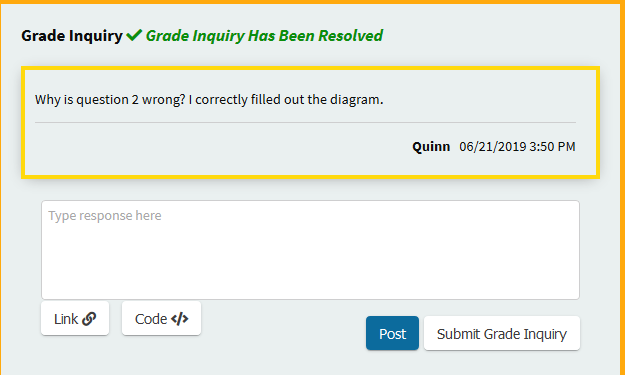 Grade Inquiry Grade Inquiry Has Been Resolved
Why is question 2 wrong? I correctly filled out the diagram.
Quinn 06/21/2019 3:50 PM
Type response here
Link Code </>
Post Submit Grade Inquiry